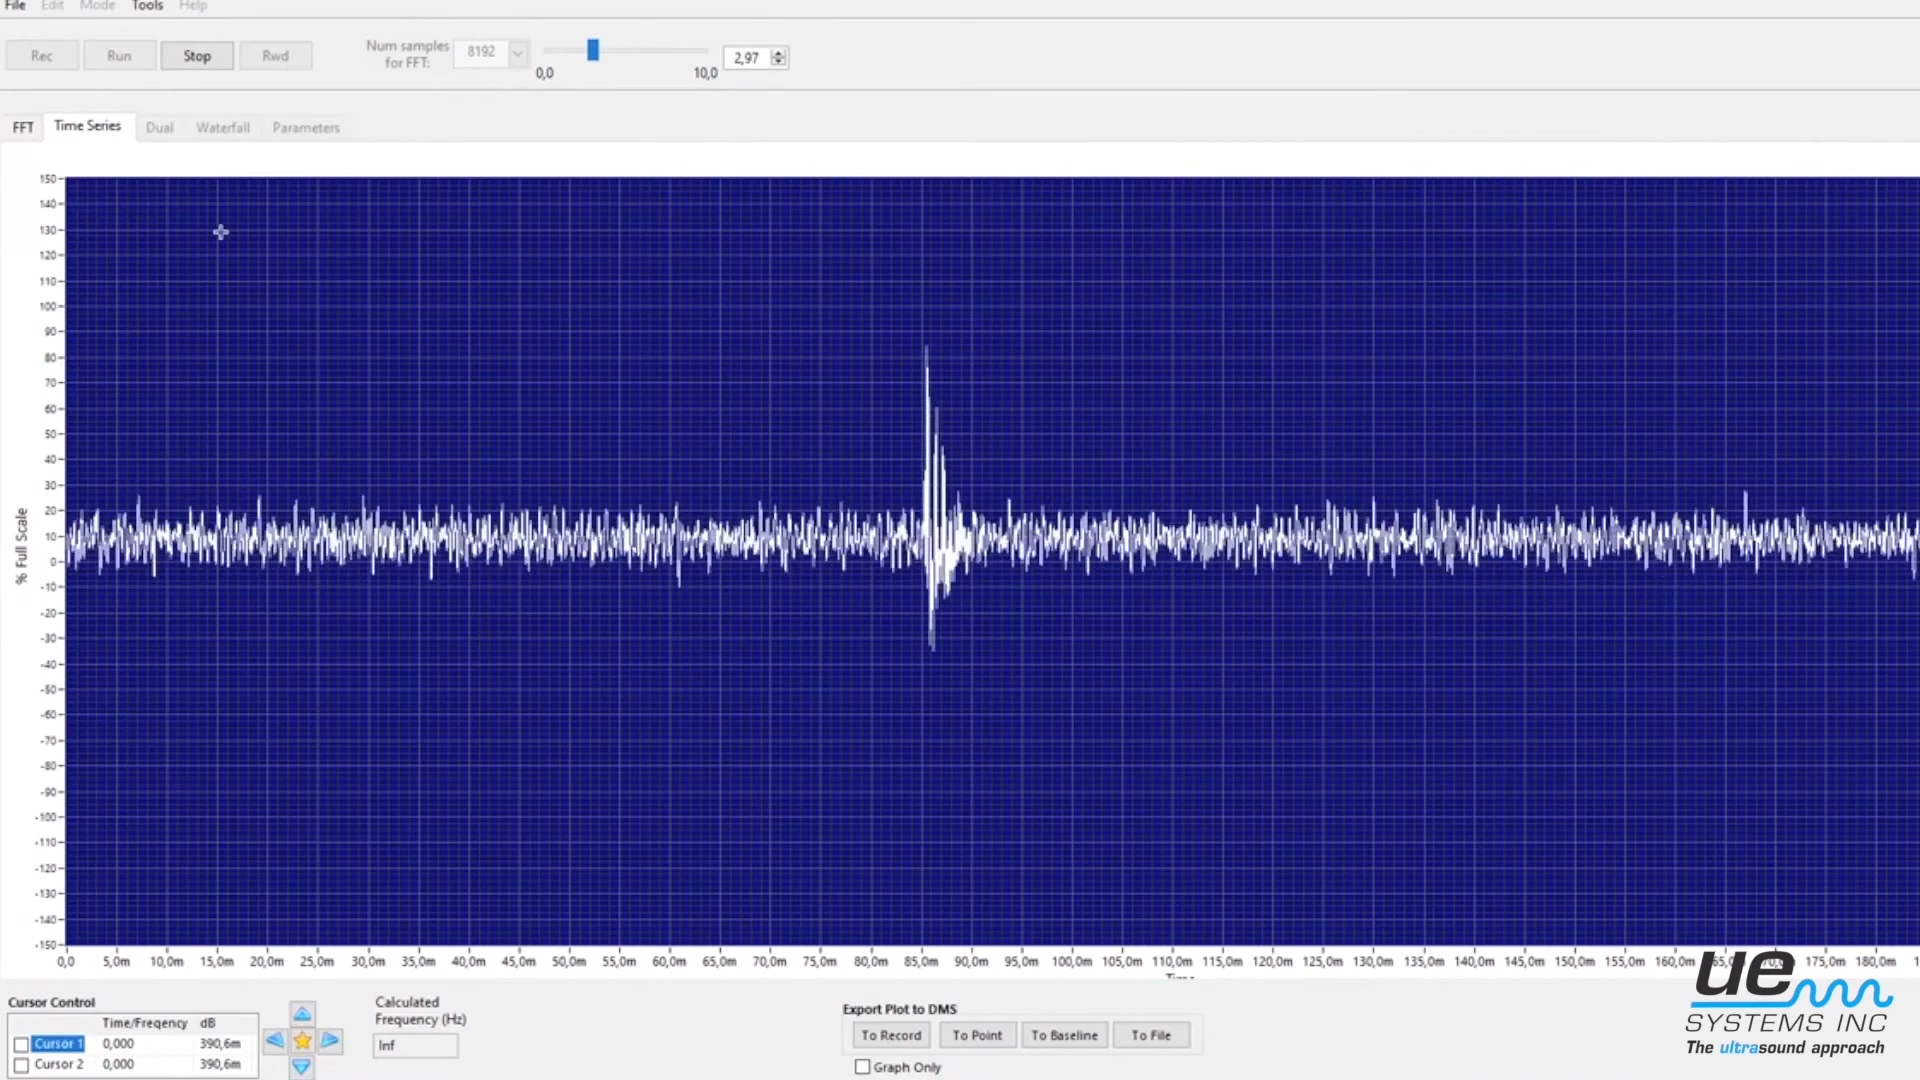 File Edit Mode Tools Help
Rec Run Stop Rwd
Num samples for FFT: 8192
0,0 10,0 2,97
FFT Time Series Dual Waterfall Parameters
150
140
130
120
110
100
90
80
70
60
50
40
30
20
10
0
-10
-20
-30
-40
-50
-60
-70
-80
-90
-100
-110
-120
-130
-140
-150
% Full Scale
0,0 5,0m 10,0m 15,0m 20,0m 25,0m 30,0m 35,0m 40,0m 45,0m 50,0m 55,0m 60,0m 65,0m 70,0m 75,0m 80,0m 85,0m 90,0m 95,0m 100,0m 105,0m 110,0m 115,0m 120,0m 125,0m 130,0m 135,0m 140,0m 145,0m 150,0m 155,0m 160,0m 175,0m 180,0m
Cursor Control
Time/Freqency dB
Cursor 1 0,000 390,6m
Cursor 2 0,000 390,6m
Calculated
Frequency (Hz)
Inf
Export Plot to DMS
To Record To Point To Baseline To File
Graph Only
ue
SYSTEMS INC
The ultrasound approach